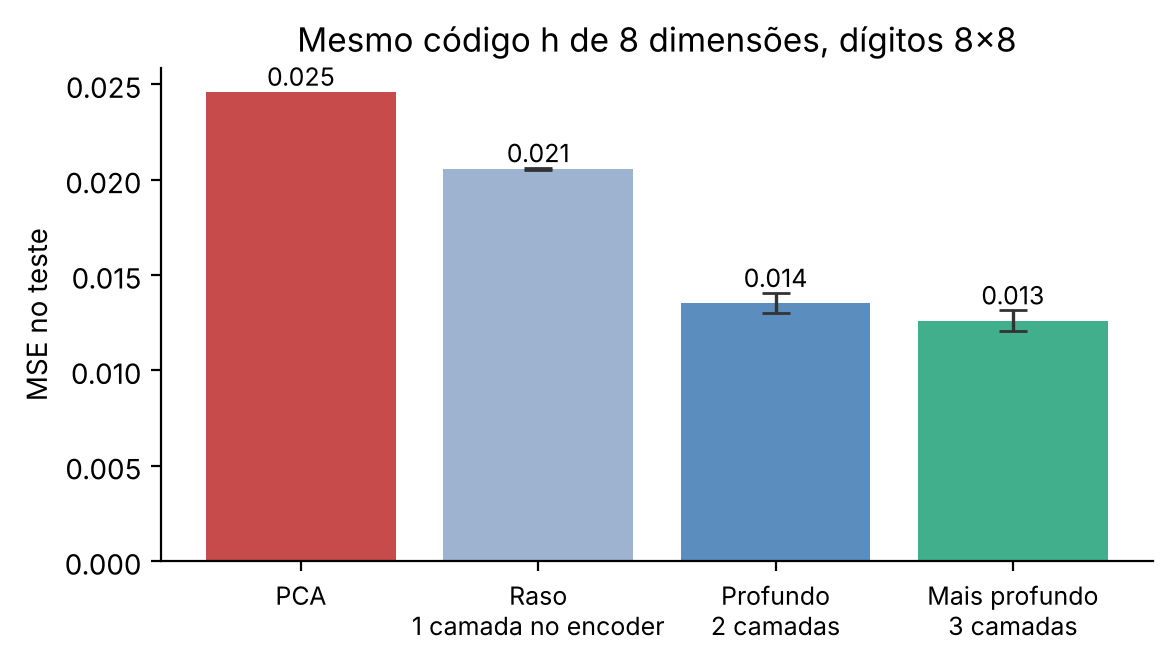 Mesmo código h de 8 dimensões, dígitos 8×8
MSE no teste
0.025
0.020
0.015
0.010
0.005
0.000
0.025
0.021
0.014
0.013
PCA
Raso
1 camada no encoder
Profundo
2 camadas
Mais profundo
3 camadas